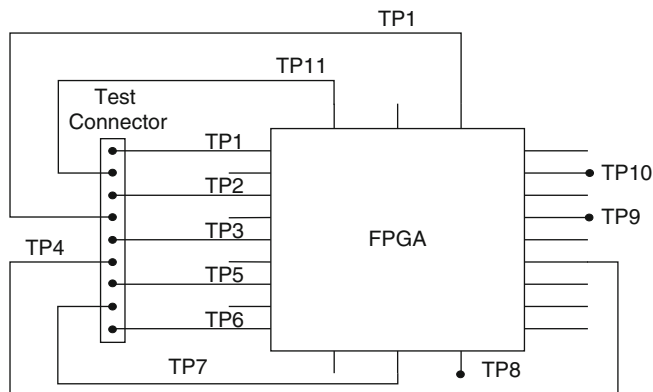 TP1
TP11
Test
Connector
TP1
TP10
TP2
TP9
TP3
FPGA
TP4
TP5
TP6
TP7
TP8